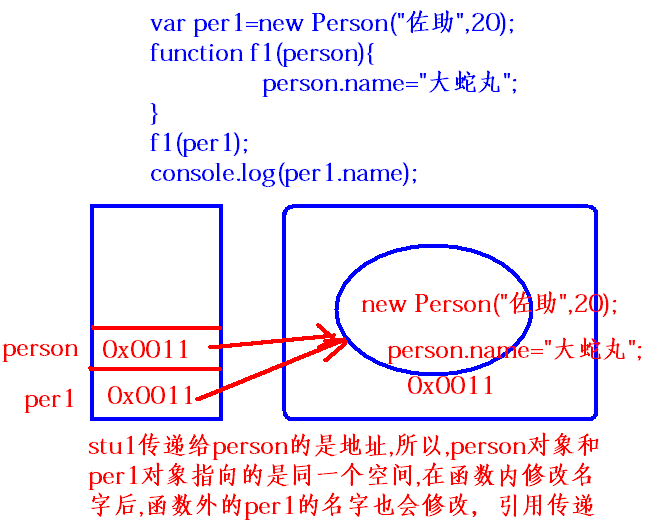 var per1=new Person("佐助",20);
function f1(person){
person.name="大蛇丸";
}
f1(per1);
console.log(per1.name);
new Person("佐助",20);
person 0x0011
person.name="大蛇丸";
per1 0x0011
0x0011
stu1传递给person的是地址,所以,person对象和
per1对象指向的是同一个空间,在函数内修改名
字后,函数外的per1的名字也会修改, 引用传递